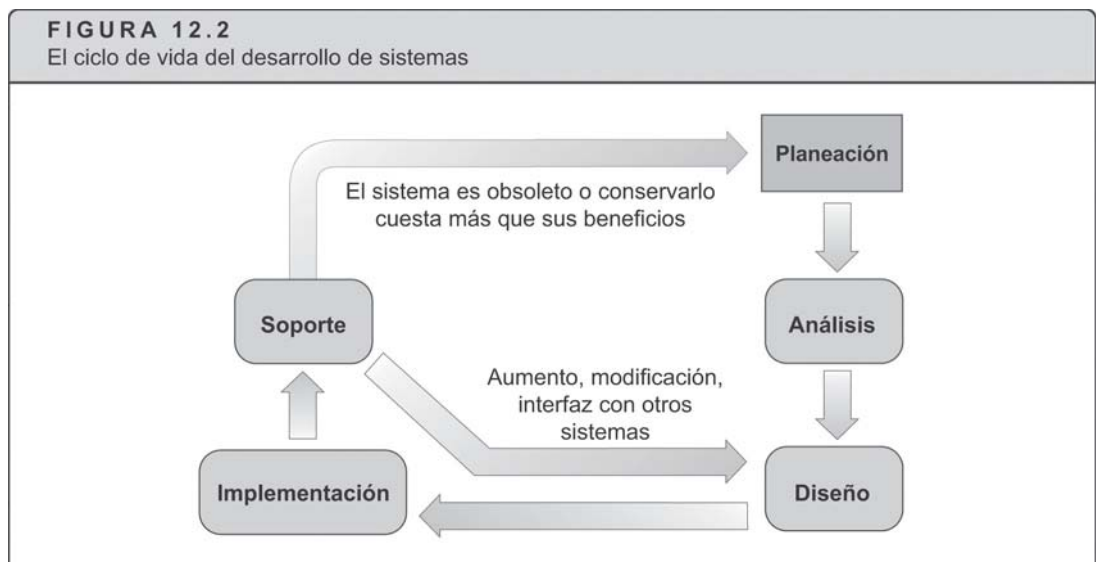 FIGURA 12.2
El ciclo de vida del desarrollo de sistemas
Planeación
El sistema es obsoleto o conservarlo
cuesta más que sus beneficios
Soporte
Análisis
Aumento, modificación,
interfaz con otros
sistemas
Implementación
Diseño